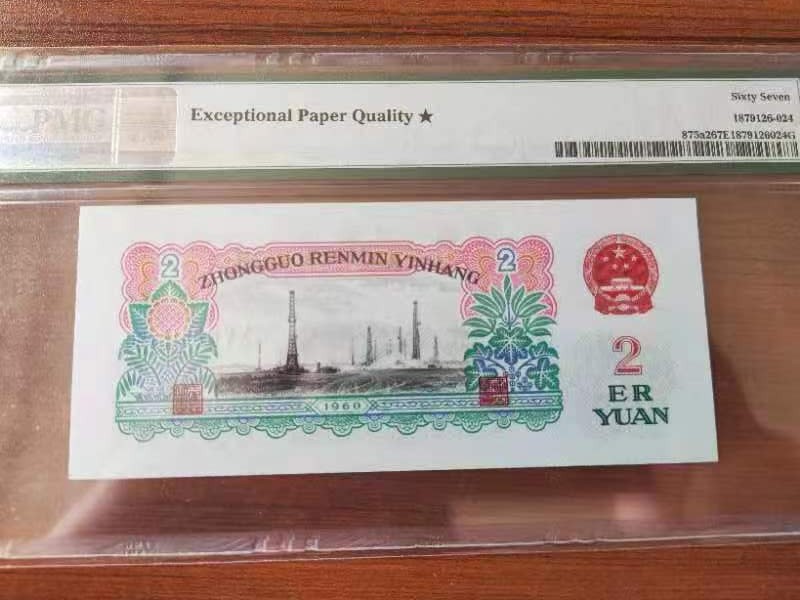 PMG
Exceptional Paper Quality ★
Sixty Seven
1879126-024
875a267E1879126024G
2
ZHONGGUO RENMIN YINHANG
2
1960
2
ER
YUAN